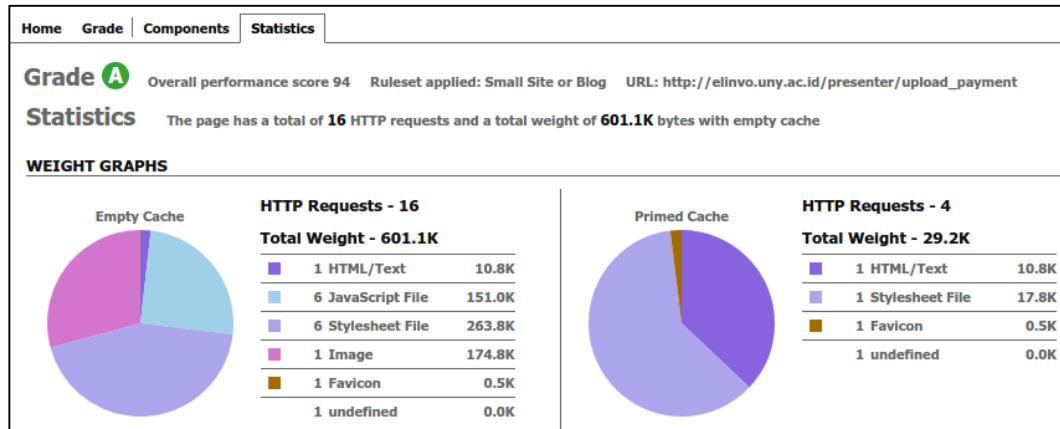 Home Grade Components Statistics
Grade A Overall performance score 94 Ruleset applied: Small Site or Blog URL: http://elinvo.uny.ac.id/presenter/upload_payment
Statistics The page has a total of 16 HTTP requests and a total weight of 601.1K bytes with empty cache
WEIGHT GRAPHS
Empty Cache
HTTP Requests - 16
Total Weight - 601.1K
1 HTML/Text 10.8K
6 JavaScript File 151.0K
6 Stylesheet File 263.8K
1 Image 174.8K
1 Favicon 0.5K
1 undefined 0.0K
Primed Cache
HTTP Requests - 4
Total Weight - 29.2K
1 HTML/Text 10.8K
1 Stylesheet File 17.8K
1 Favicon 0.5K
1 undefined 0.0K